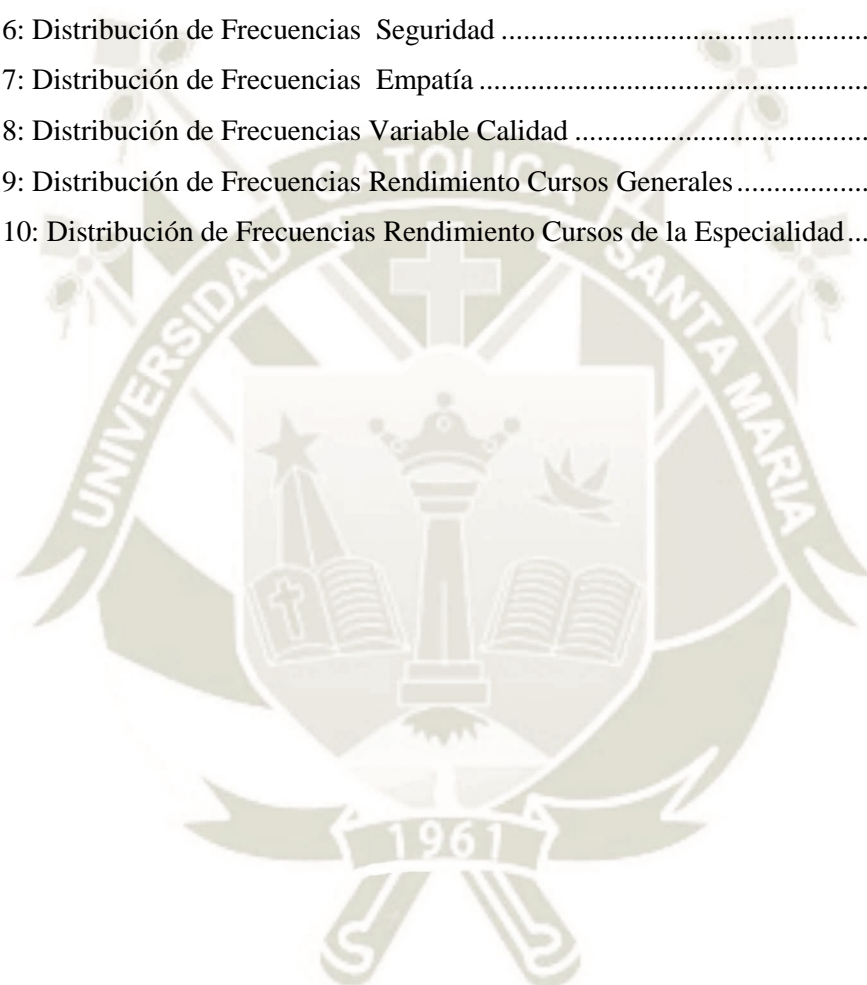 6: Distribución de Frecuencias  Seguridad .................................................
7: Distribución de Frecuencias  Empatía ....................................................
8: Distribución de Frecuencias Variable Calidad .......................................
9: Distribución de Frecuencias Rendimiento Cursos Generales ..................
10: Distribución de Frecuencias Rendimiento Cursos de la Especialidad ...
UNIVERSIDAD CATOLICA SANTA MARIA
1961